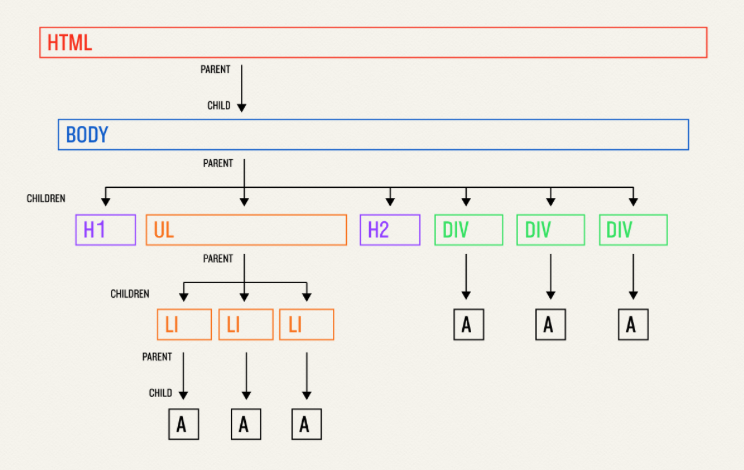 HTML
PARENT
CHILD
BODY
PARENT
CHILDREN
H1 UL H2 DIV DIV DIV
PARENT
CHILDREN
LI LI LI A A A
PARENT
CHILD
A A A